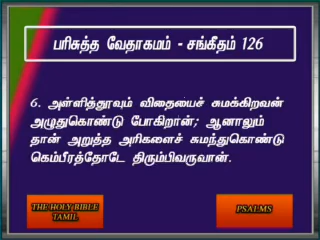 பரிசுத்த வேதாகமம் - சங்கீதம் 126
6. அள்ளித்தூவும் விதையைச் சுமக்கிறவன்
அழுதுகொண்டு போகிறான்; ஆனாலும்
தான் அறுத்த அரிகளைச் சுமந்துகொண்டு
கெம்பீரத்தோடே திரும்பிவருவான்.
THE HOLY BIBLE
TAMIL
PSALMS